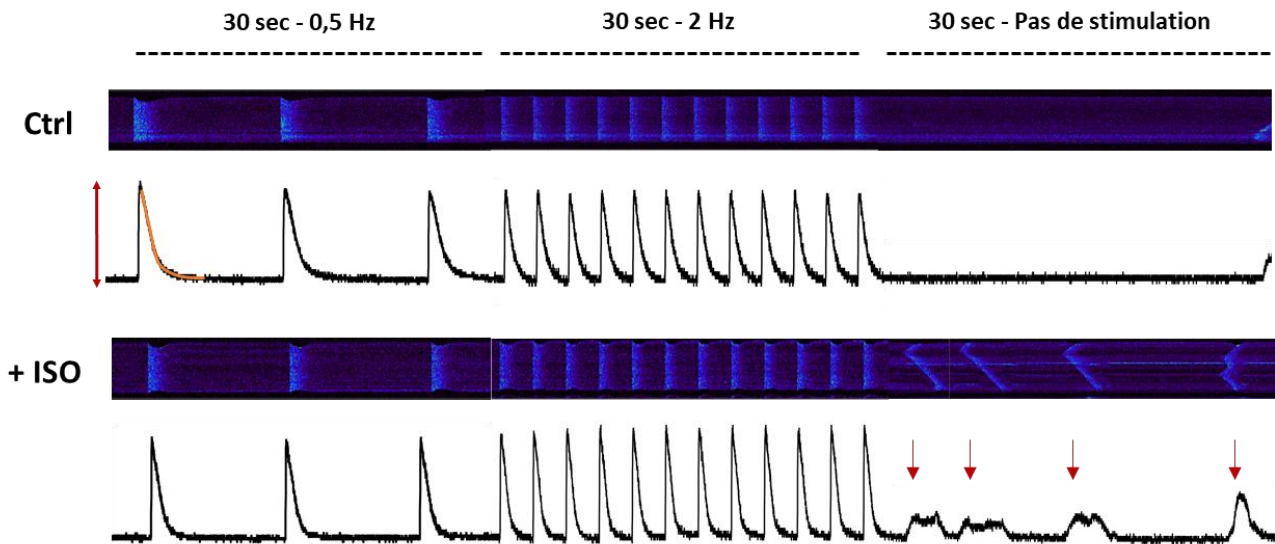 30 sec - 0,5 Hz
30 sec - 2 Hz
30 sec - Pas de stimulation
Ctrl
+ ISO